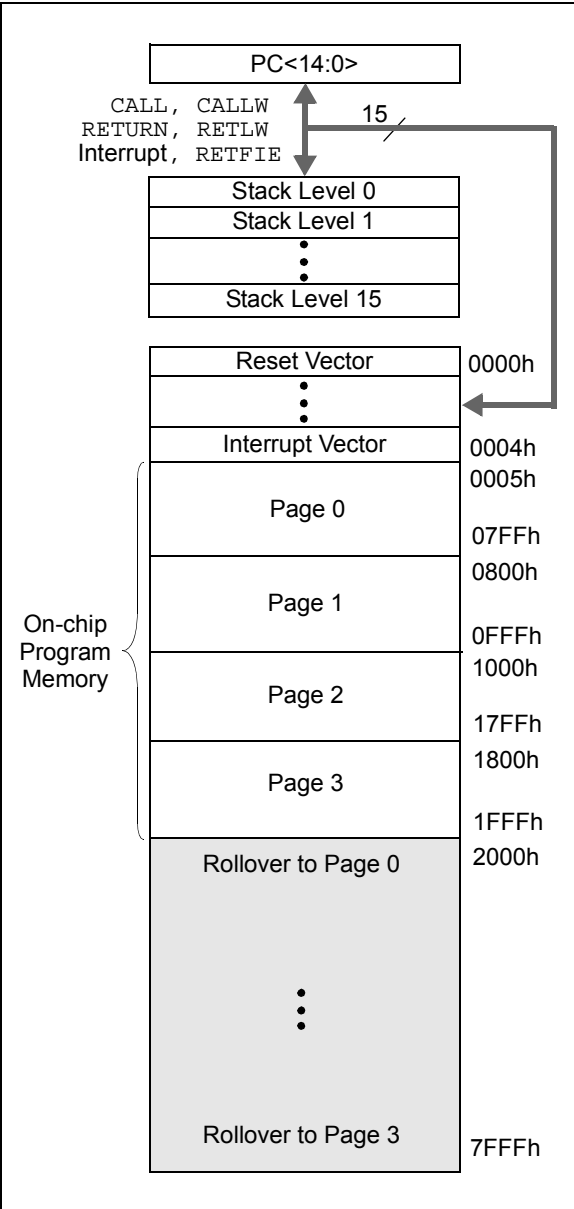 PC<14:0>
CALL, CALLW
RETURN, RETLW
Interrupt, RETFIE
15
Stack Level 0
Stack Level 1
Stack Level 15
Reset Vector
0000h
Interrupt Vector
0004h
0005h
Page 0
07FFh
0800h
Page 1
0FFFh
On-chip
Program
Memory
1000h
Page 2
17FFh
1800h
Page 3
1FFFh
Rollover to Page 0
2000h
Rollover to Page 3
7FFFh